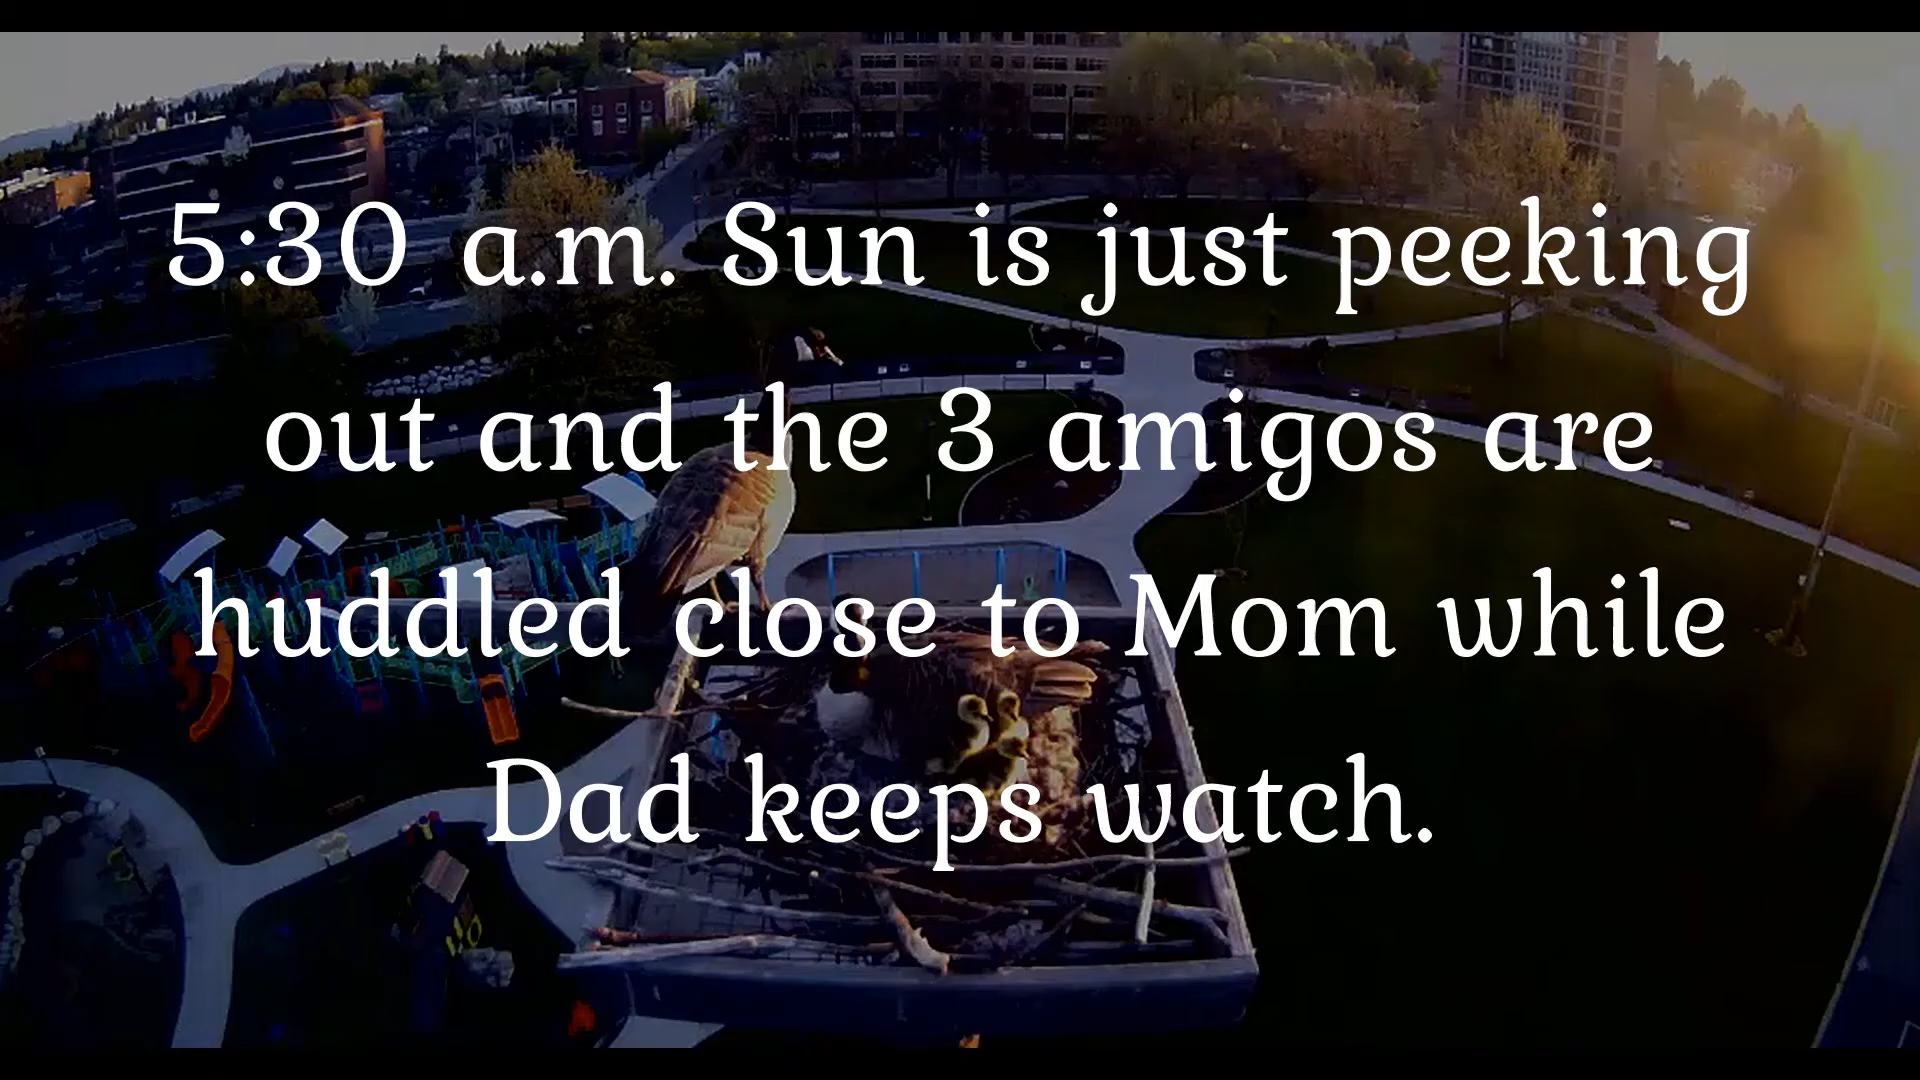 5:30 a.m. Sun is just peeking
out and the 3 amigos are
huddled close to Mom while
Dad keeps watch.